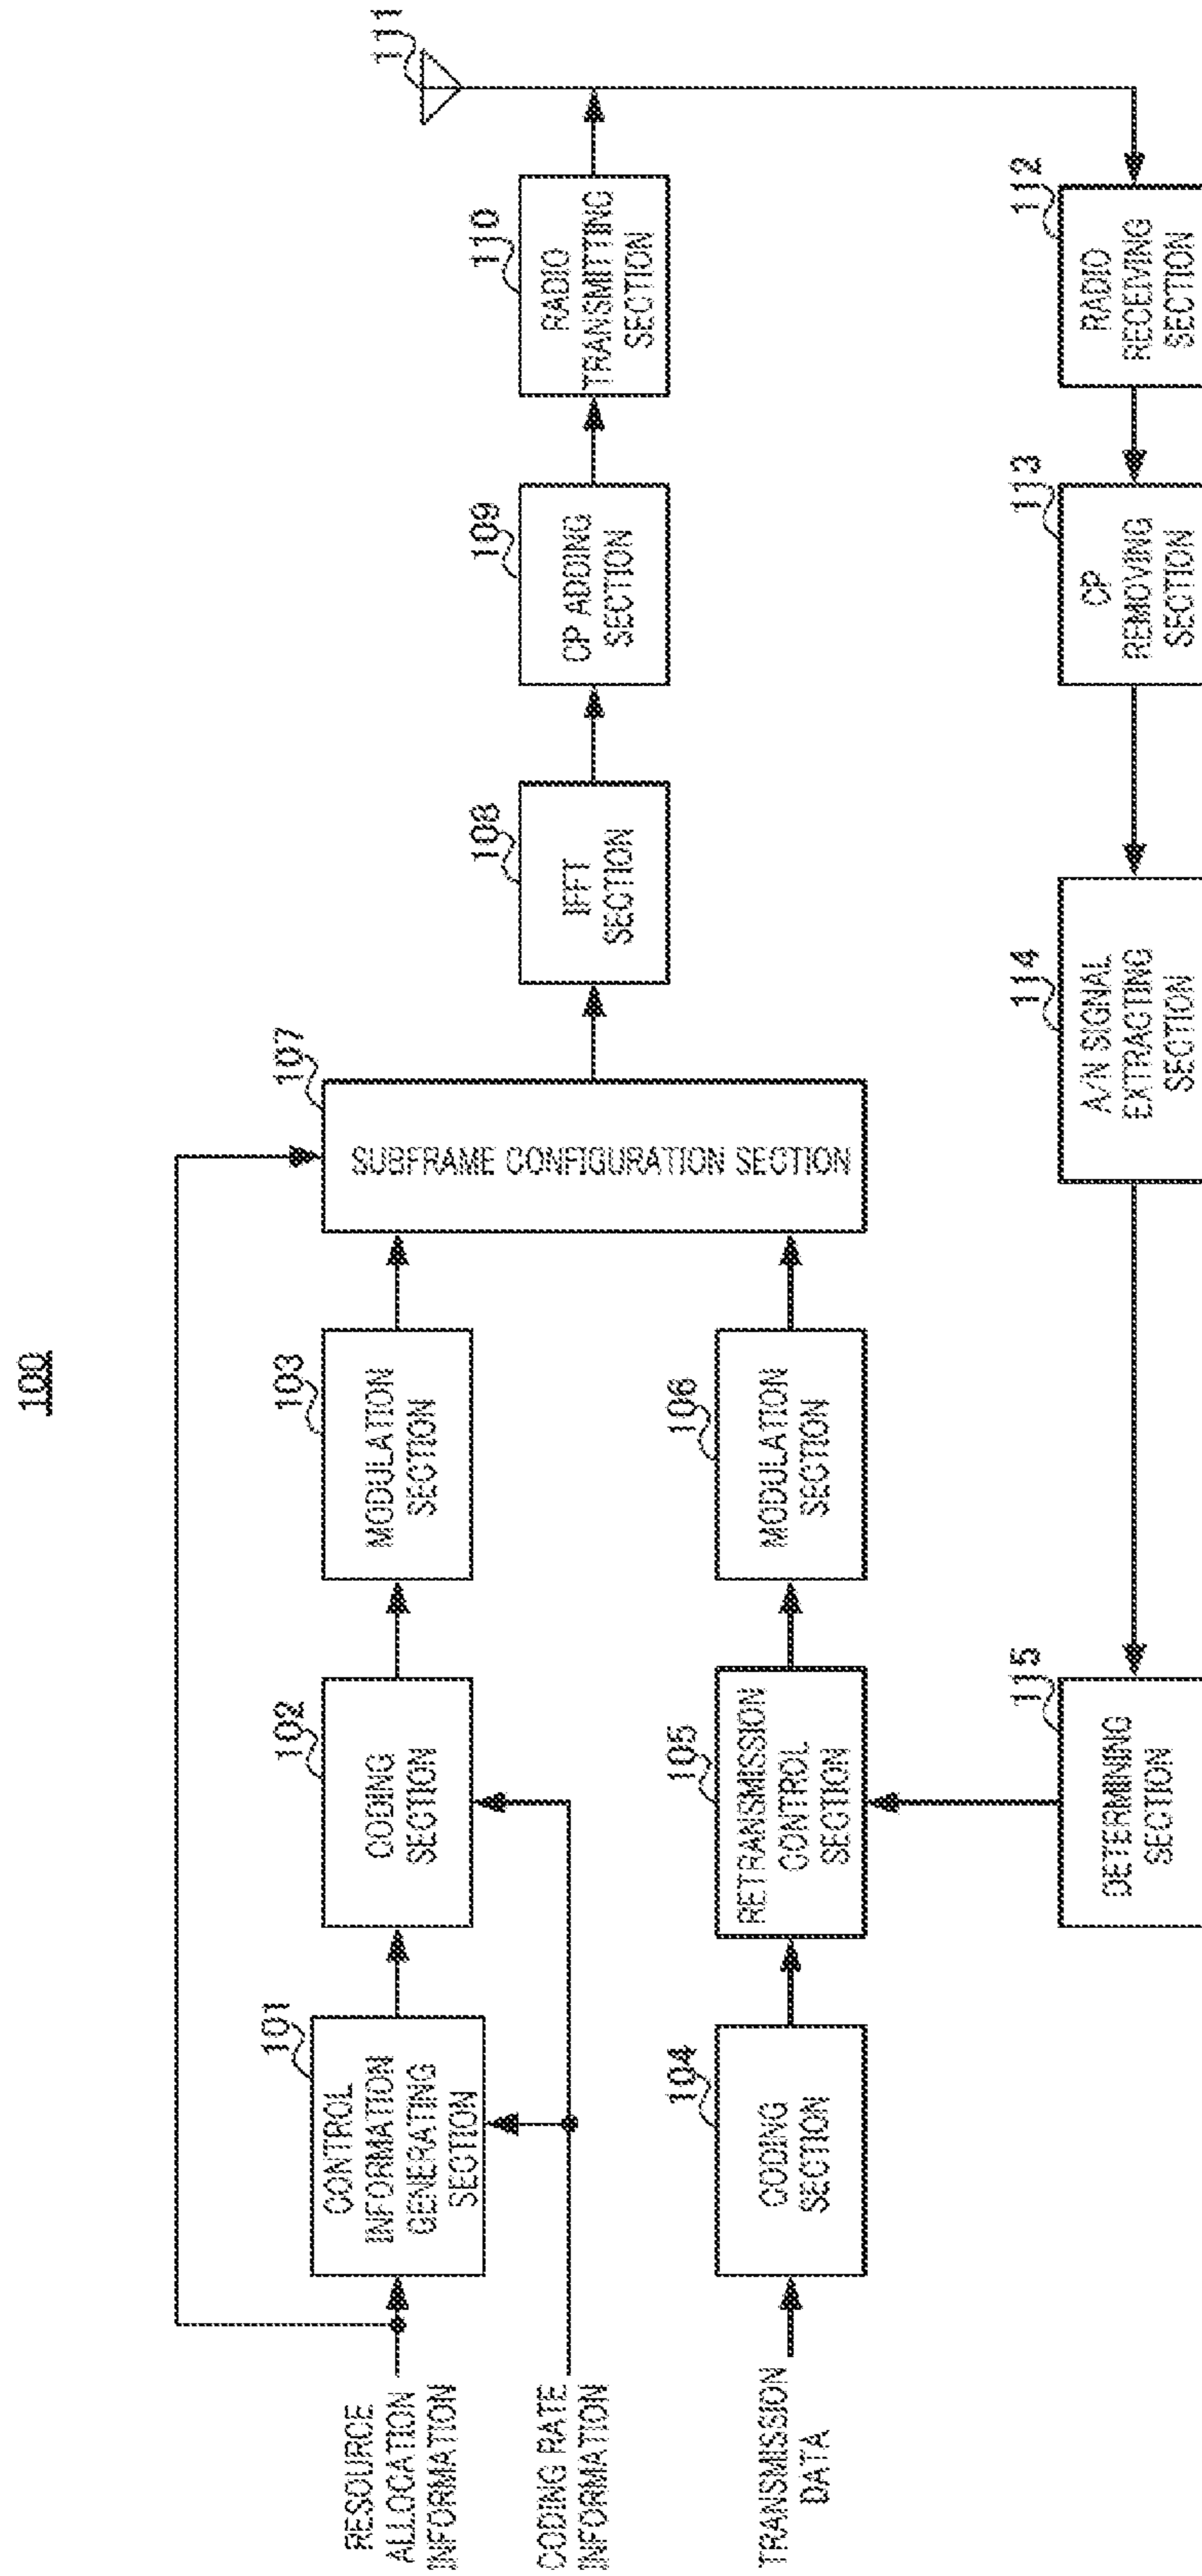 100
RESOURCE
ALLOCATION
INFORMATION
CODING RATE
INFORMATION
TRANSMISSION
DATA
101
CONTROL
INFORMATION
GENERATING
SECTION
102
CODING
SECTION
103
MODULATION
SECTION
104
CODING
SECTION
105
RETRANSMISSION
CONTROL
SECTION
106
MODULATION
SECTION
107
SUBFRAME CONFIGURATION SECTION
108
IFFT
SECTION
109
CP ADDING
SECTION
110
RADIO
TRANSMITTING
SECTION
111
112
RADIO
RECEIVING
SECTION
113
CP
REMOVING
SECTION
114
A/N SIGNAL
EXTRACTING
SECTION
115
DETERMINING
SECTION